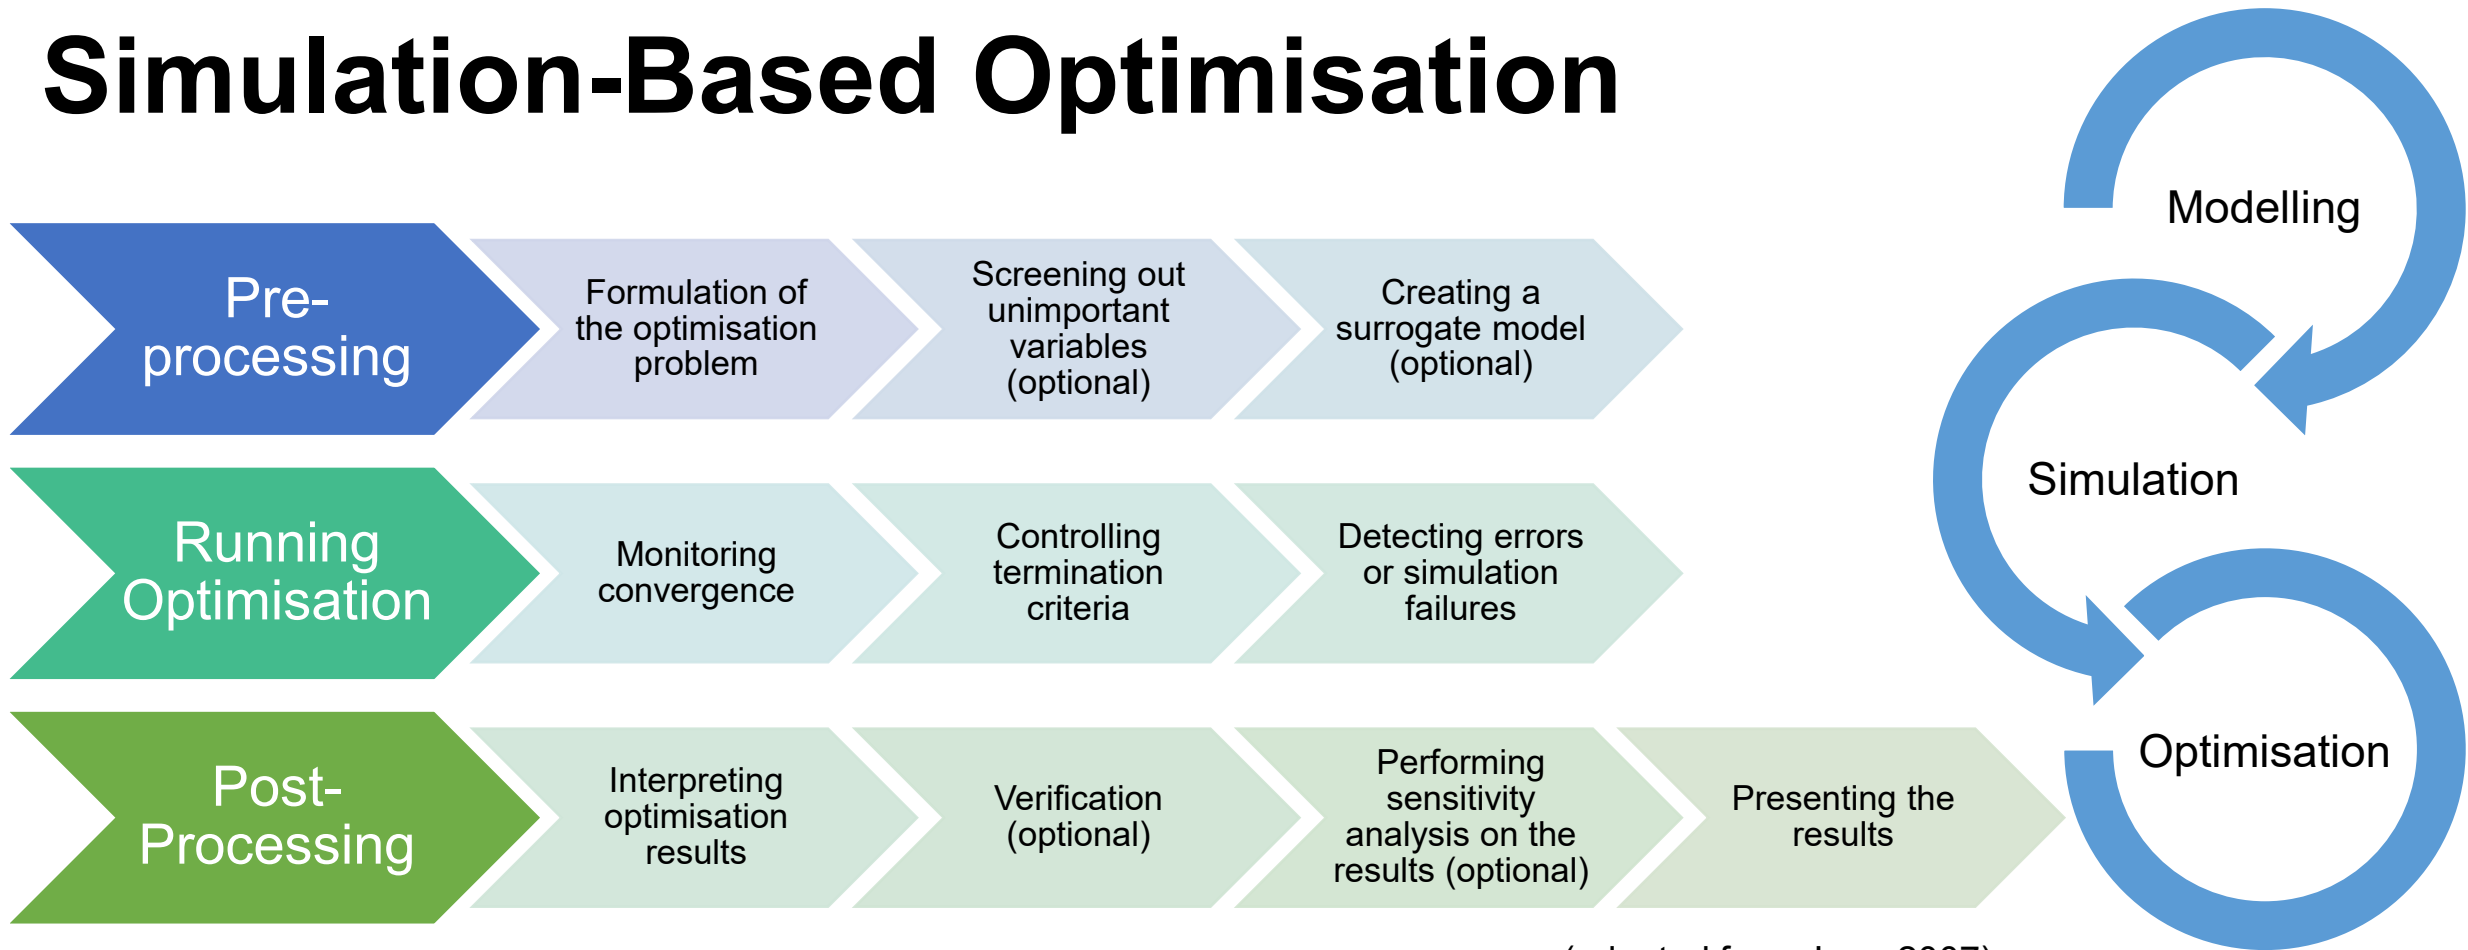 Simulation-Based Optimisation
Pre-
processing
Formulation of
the optimisation
problem
Screening out
unimportant
variables
(optional)
Creating a
surrogate model
(optional)
Running
Optimisation
Monitoring
convergence
Controlling
termination
criteria
Detecting errors
or simulation
failures
Post-
Processing
Interpreting
optimisation
results
Verification
(optional)
Performing
sensitivity
analysis on the
results (optional)
Presenting the
results
Modelling
Simulation
Optimisation